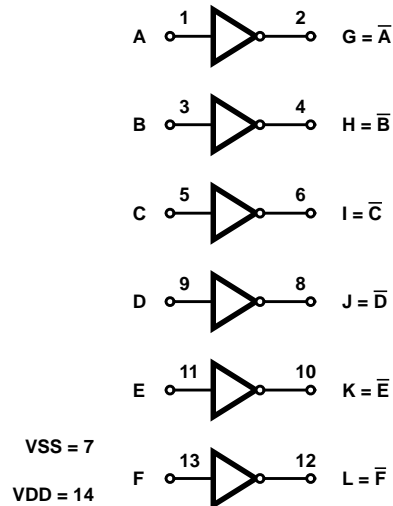 1 2
A G = A̅
3 4
B H = B̅
5 6
C I = C̅
9 8
D J = D̅
11 10
E K = E̅
VSS = 7
13 12
F L = F̅
VDD = 14